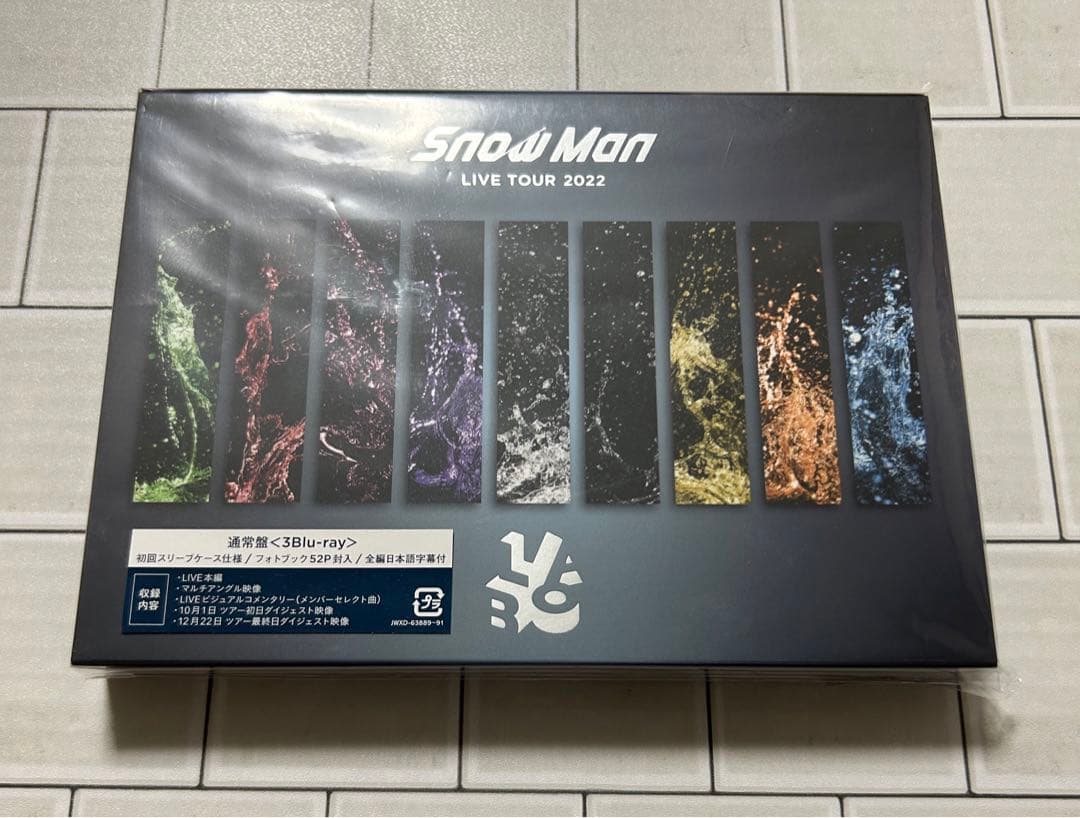 Snow Man
LIVE TOUR 2022
通常盤<3Blu-ray>
初回スリーブケース仕様 / フォトブック52P封入 / 全編日本語字幕付
収録
内容
・LIVE本編
・マルチアングル映像
・LIVEビジュアルコメンタリー(メンバーセレクト曲)
・10月1日 ツアー初日ダイジェスト映像
・12月22日 ツアー最終日ダイジェスト映像
プラ
JWXD-63889~91